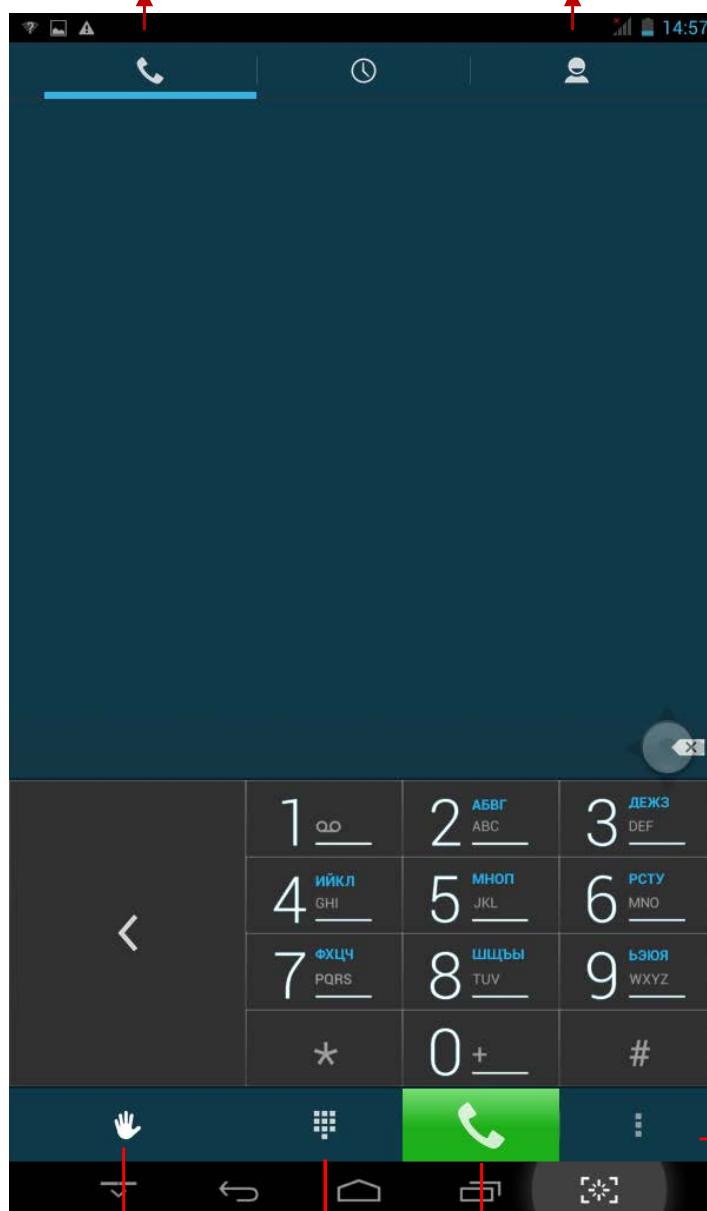 14:57
1
2 АБВГ
ABC
3 ДЕЖЗ
DEF
4 ИЙКЛ
GHI
5 МНОП
JKL
6 РСТУ
MNO
7 ФХЦЧ
PQRS
8 ШЩЪЫ
TUV
9 ЬЭЮЯ
WXYZ
*
0 +
#